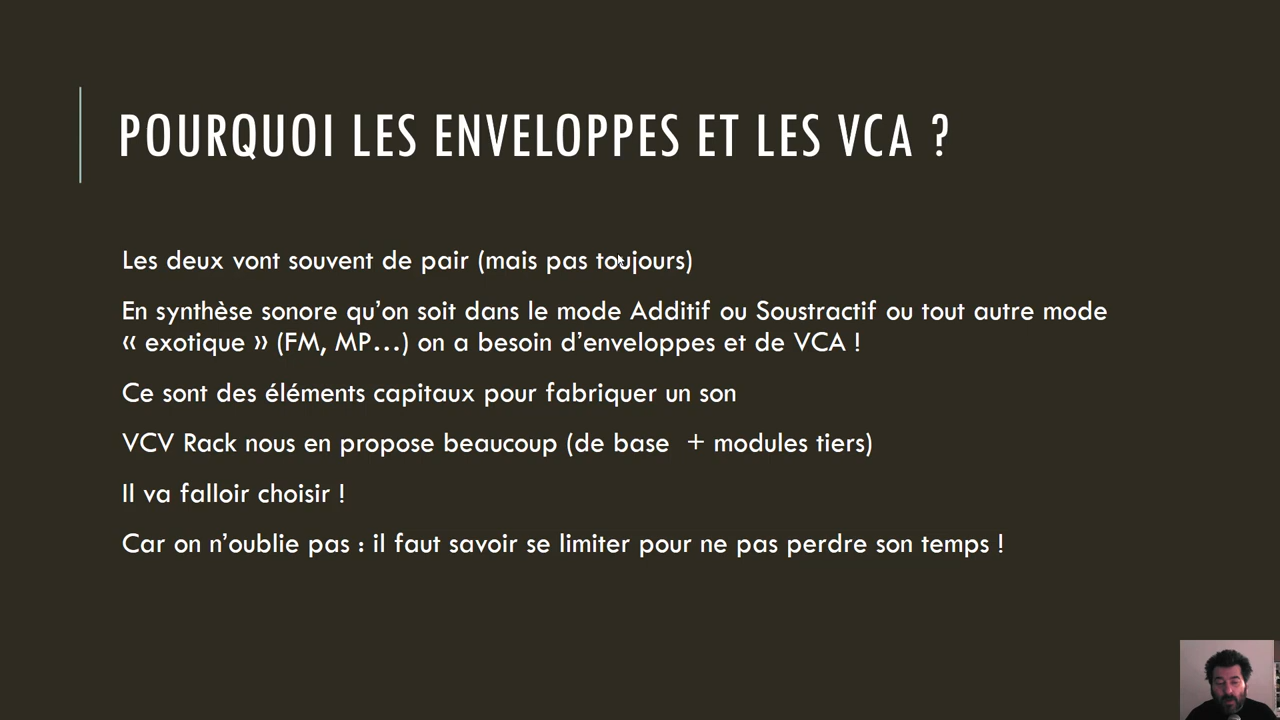 POURQUOI LES ENVELOPPES ET LES VCA ?
Les deux vont souvent de pair (mais pas toujours)
En synthèse sonore qu’on soit dans le mode Additif ou Soustractif ou tout autre mode
« exotique » (FM, MP…) on a besoin d’enveloppes et de VCA !
Ce sont des éléments capitaux pour fabriquer un son
VCV Rack nous en propose beaucoup (de base  + modules tiers)
Il va falloir choisir !
Car on n’oublie pas : il faut savoir se limiter pour ne pas perdre son temps !